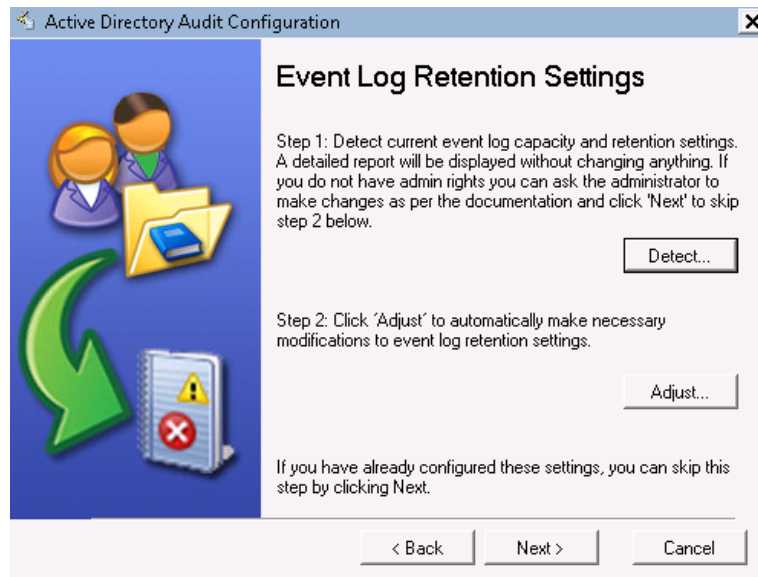 Active Directory Audit Configuration
Event Log Retention Settings
Step 1: Detect current event log capacity and retention settings.
A detailed report will be displayed without changing anything. If
you do not have admin rights you can ask the administrator to
make changes as per the documentation and click 'Next' to skip
step 2 below.
Detect...
Step 2: Click ´Adjust´ to automatically make necessary
modifications to event log retention settings.
Adjust...
If you have already configured these settings, you can skip this
step by clicking Next.
< Back
Next >
Cancel